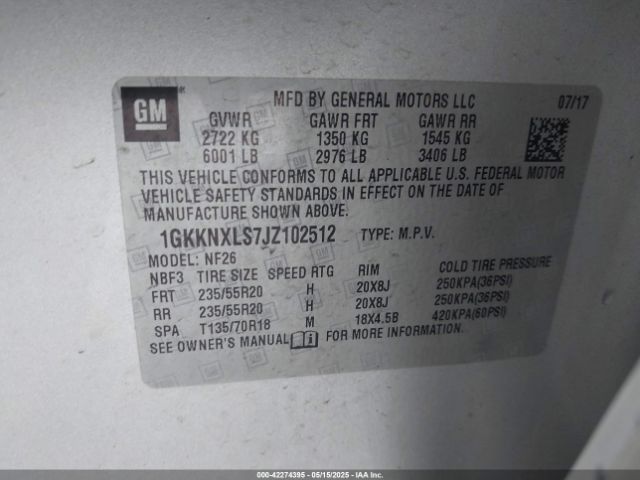 GM
MFD BY GENERAL MOTORS LLC 07/17
GVWR GAWR FRT GAWR RR
2722 KG 1350 KG 1545 KG
6001 LB 2976 LB 3406 LB
THIS VEHICLE CONFORMS TO ALL APPLICABLE U.S. FEDERAL MOTOR
VEHICLE SAFETY STANDARDS IN EFFECT ON THE DATE OF
MANUFACTURE SHOWN ABOVE.
1GKKNXLS7JZ102512 TYPE: M.P.V.
MODEL: NF26
NBF3 TIRE SIZE SPEED RTG RIM COLD TIRE PRESSURE
FRT 235/55R20 H 20X8J 250KPA(36PSI)
RR 235/55R20 H 20X8J 250KPA(36PSI)
SPA T135/70R18 M 18X4.5B 420KPA(60PSI)
SEE OWNER'S MANUAL FOR MORE INFORMATION.
000-42274395 - 05/15/2025 - IAAI.COM